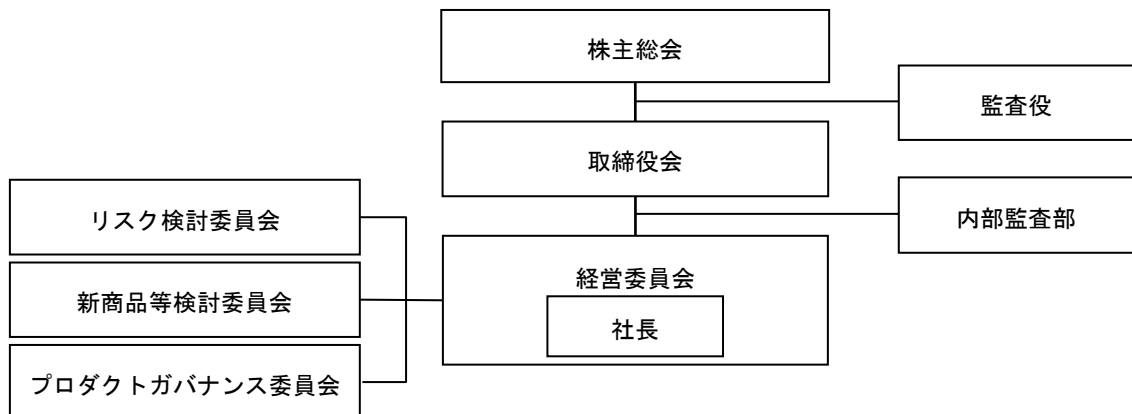 株主総会
監査役
取締役会
リスク検討委員会
内部監査部
経営委員会
新商品等検討委員会
社長
プロダクトガバナンス委員会